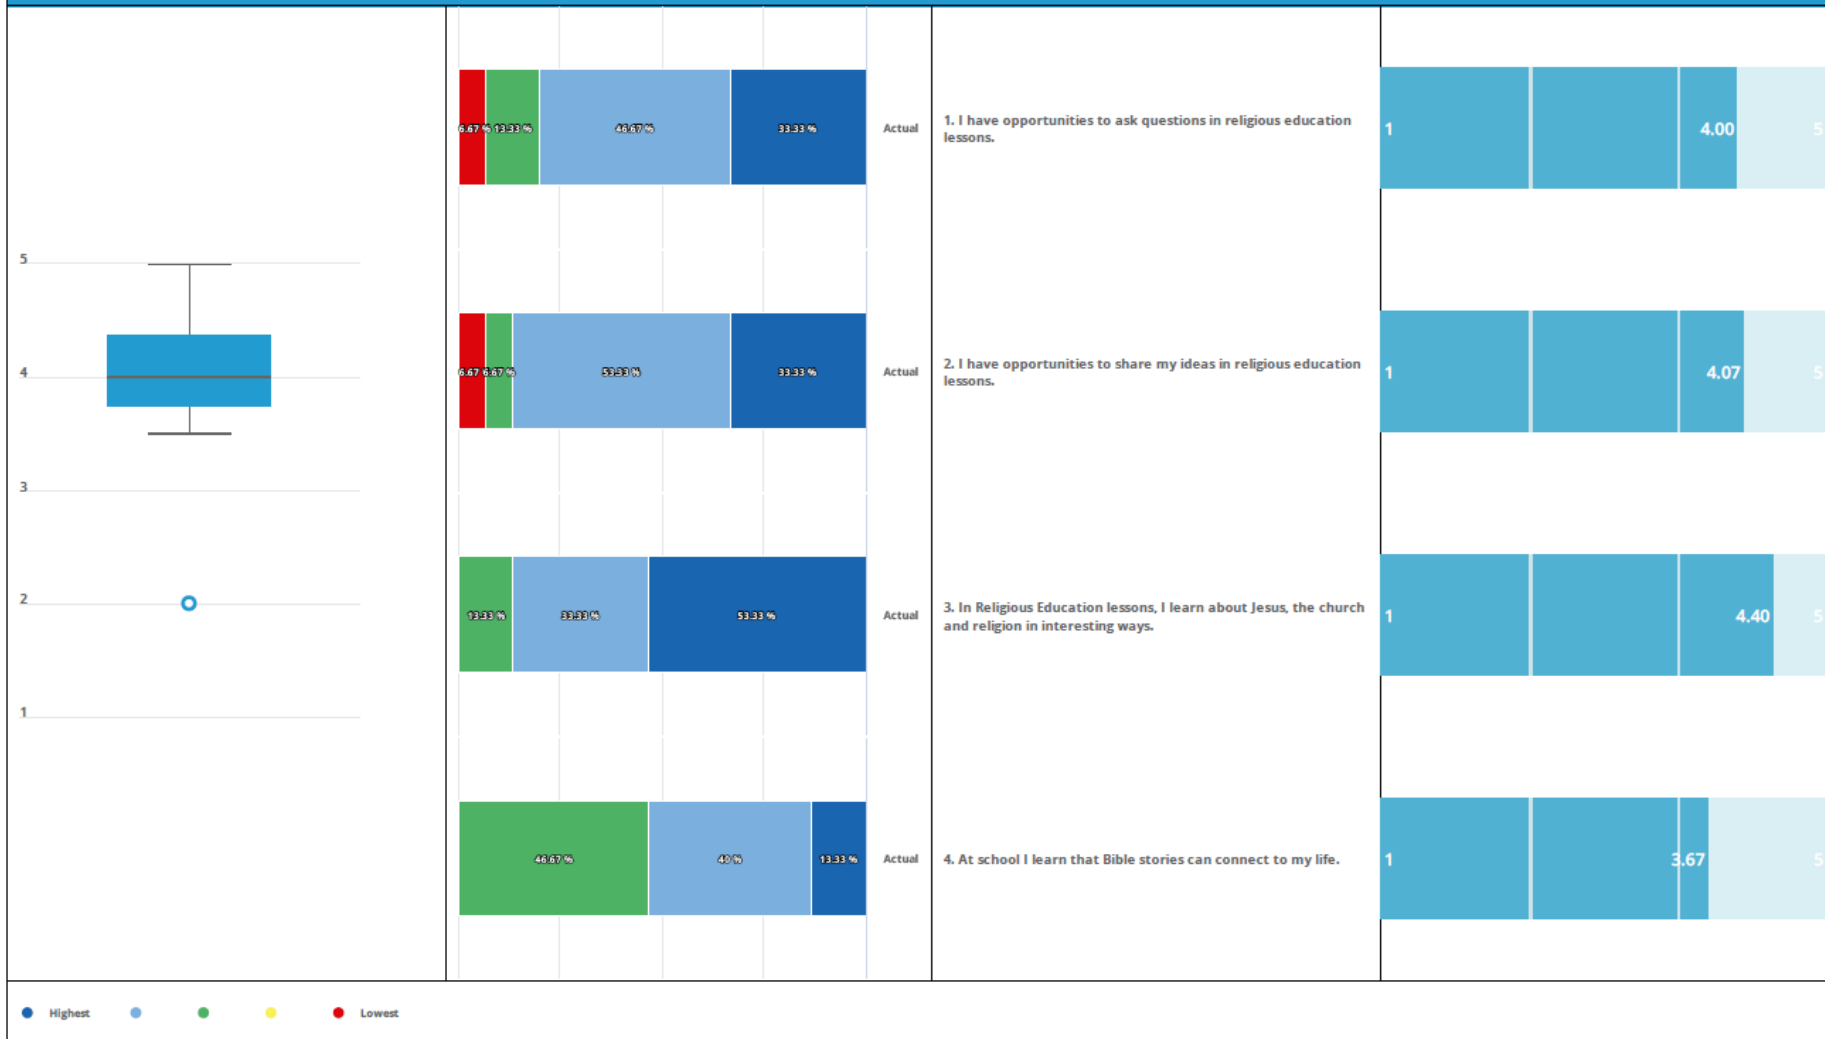 5
4
3
2
1
6.67 % 13.33 % 46.67 % 33.33 %
Actual
1. I have opportunities to ask questions in religious education
lessons.
1 4.00 5
6.67 6.67 % 53.33 % 33.33 %
Actual
2. I have opportunities to share my ideas in religious education
lessons.
1 4.07 5
13.33 % 33.33 % 53.33 %
Actual
3. In Religious Education lessons, I learn about Jesus, the church
and religion in interesting ways.
1 4.40 5
46.67 % 40 % 13.33 %
Actual
4. At school I learn that Bible stories can connect to my life.
1 3.67 5
Highest
Lowest